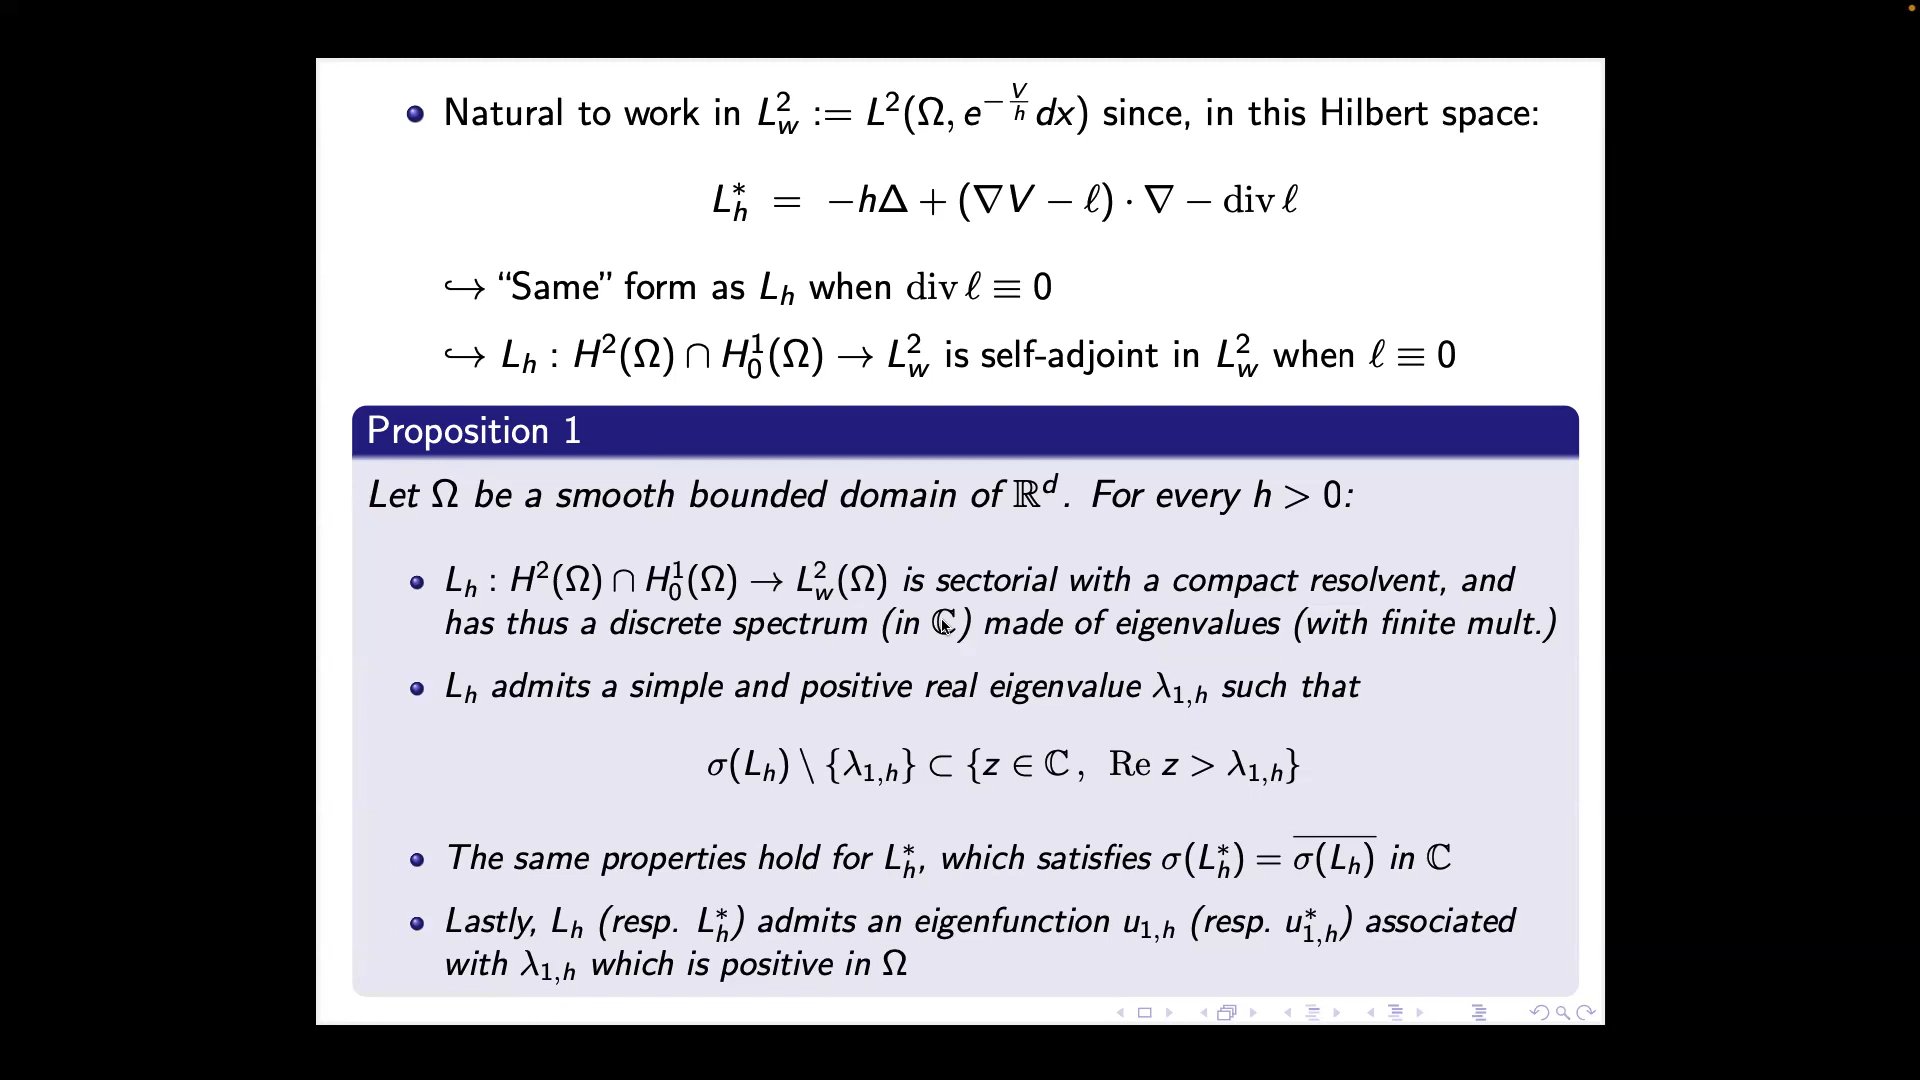 Natural to work in L²_w := L²(Ω, e^{−V/h} dx) since, in this Hilbert space:
L*_h = −hΔ + (∇V − ℓ) · ∇ − div ℓ
↪ “Same” form as L_h when div ℓ ≡ 0
↪ L_h : H²(Ω) ∩ H¹_0(Ω) → L²_w is self-adjoint in L²_w when ℓ ≡ 0
Proposition 1
Let Ω be a smooth bounded domain of ℝ^d. For every h > 0:
L_h : H²(Ω) ∩ H¹_0(Ω) → L²_w(Ω) is sectorial with a compact resolvent, and
has thus a discrete spectrum (in ℂ) made of eigenvalues (with finite mult.)
L_h admits a simple and positive real eigenvalue λ_{1,h} such that
σ(L_h) \ {λ_{1,h}} ⊂ {z ∈ ℂ, Re z > λ_{1,h}}
The same properties hold for L*_h, which satisfies σ(L*_h) = \overline{σ(L_h)} in ℂ
Lastly, L_h (resp. L*_h) admits an eigenfunction u_{1,h} (resp. u*_{1,h}) associated
with λ_{1,h} which is positive in Ω